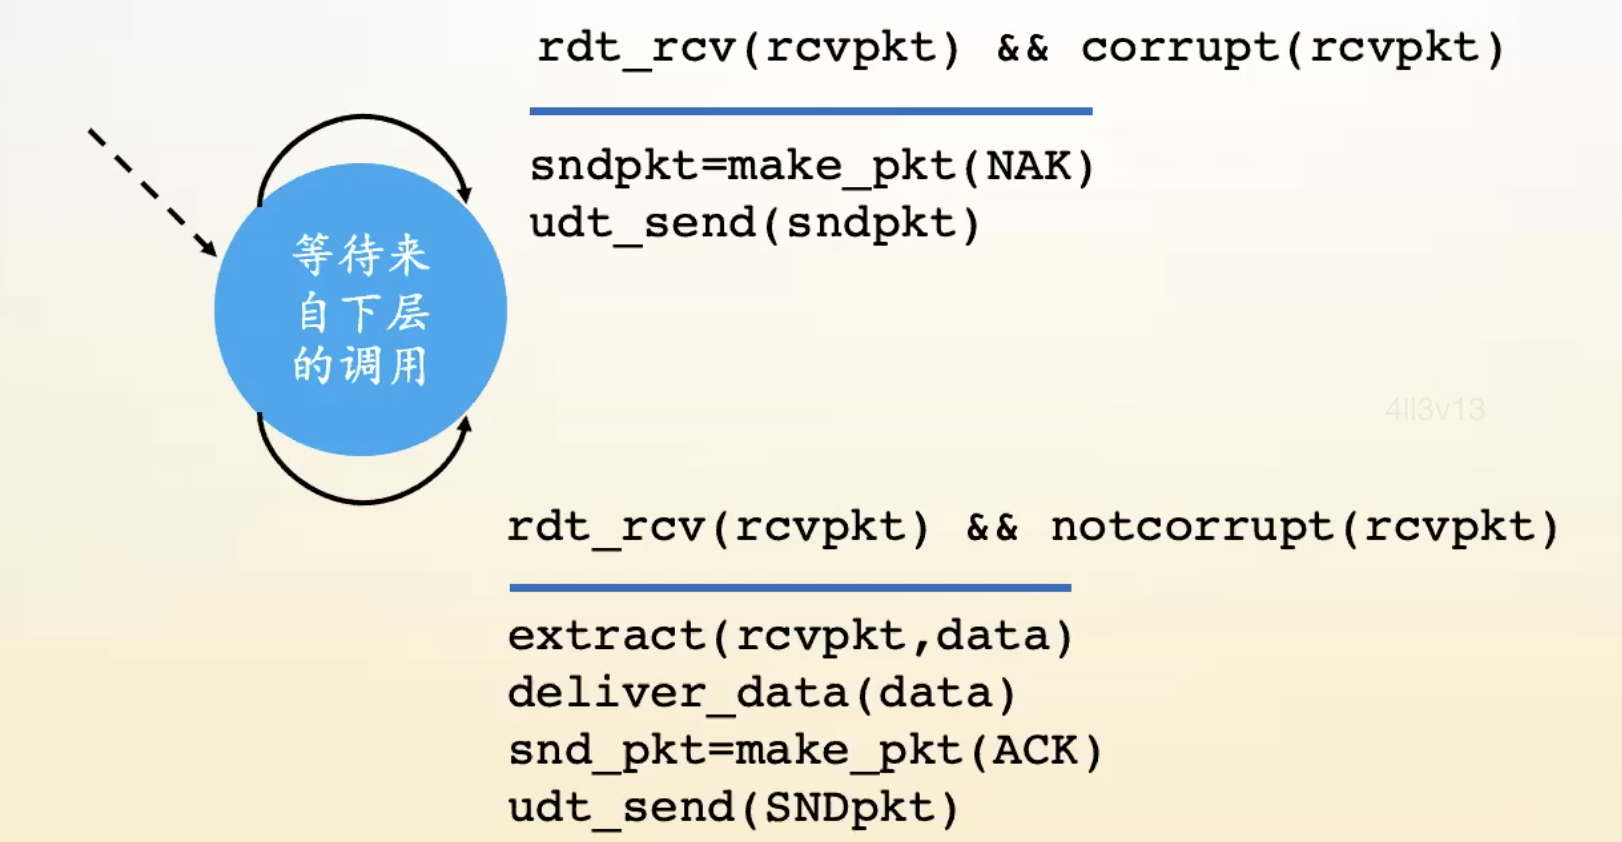 rdt_rcv(rcvpkt) && corrupt(rcvpkt)
sndpkt=make_pkt(NAK)
udt_send(sndpkt)
等待来
自下层
的调用
4ll3v13
rdt_rcv(rcvpkt) && notcorrupt(rcvpkt)
extract(rcvpkt,data)
deliver_data(data)
snd_pkt=make_pkt(ACK)
udt_send(SNDpkt)